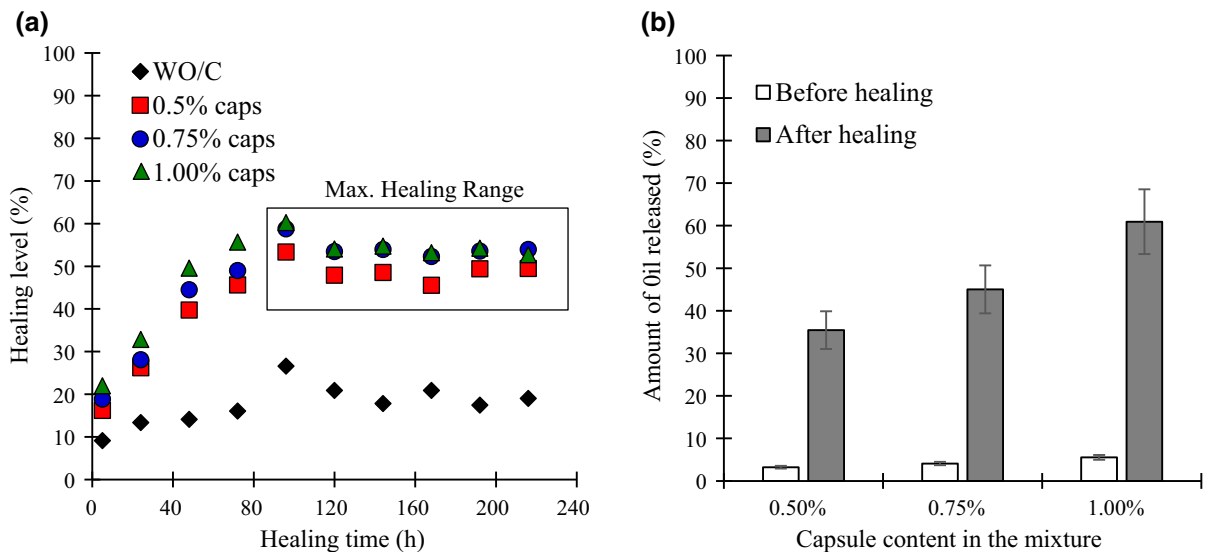 (a)
Healing level (%)
100
90
80
70
60
50
40
30
20
10
0
WO/C
0.5% caps
0.75% caps
1.00% caps
Max. Healing Range
0
40
80
120
160
200
240
Healing time (h)
(b)
Amount of 0il released (%)
100
90
80
70
60
50
40
30
20
10
0
Before healing
After healing
0.50%
0.75%
1.00%
Capsule content in the mixture